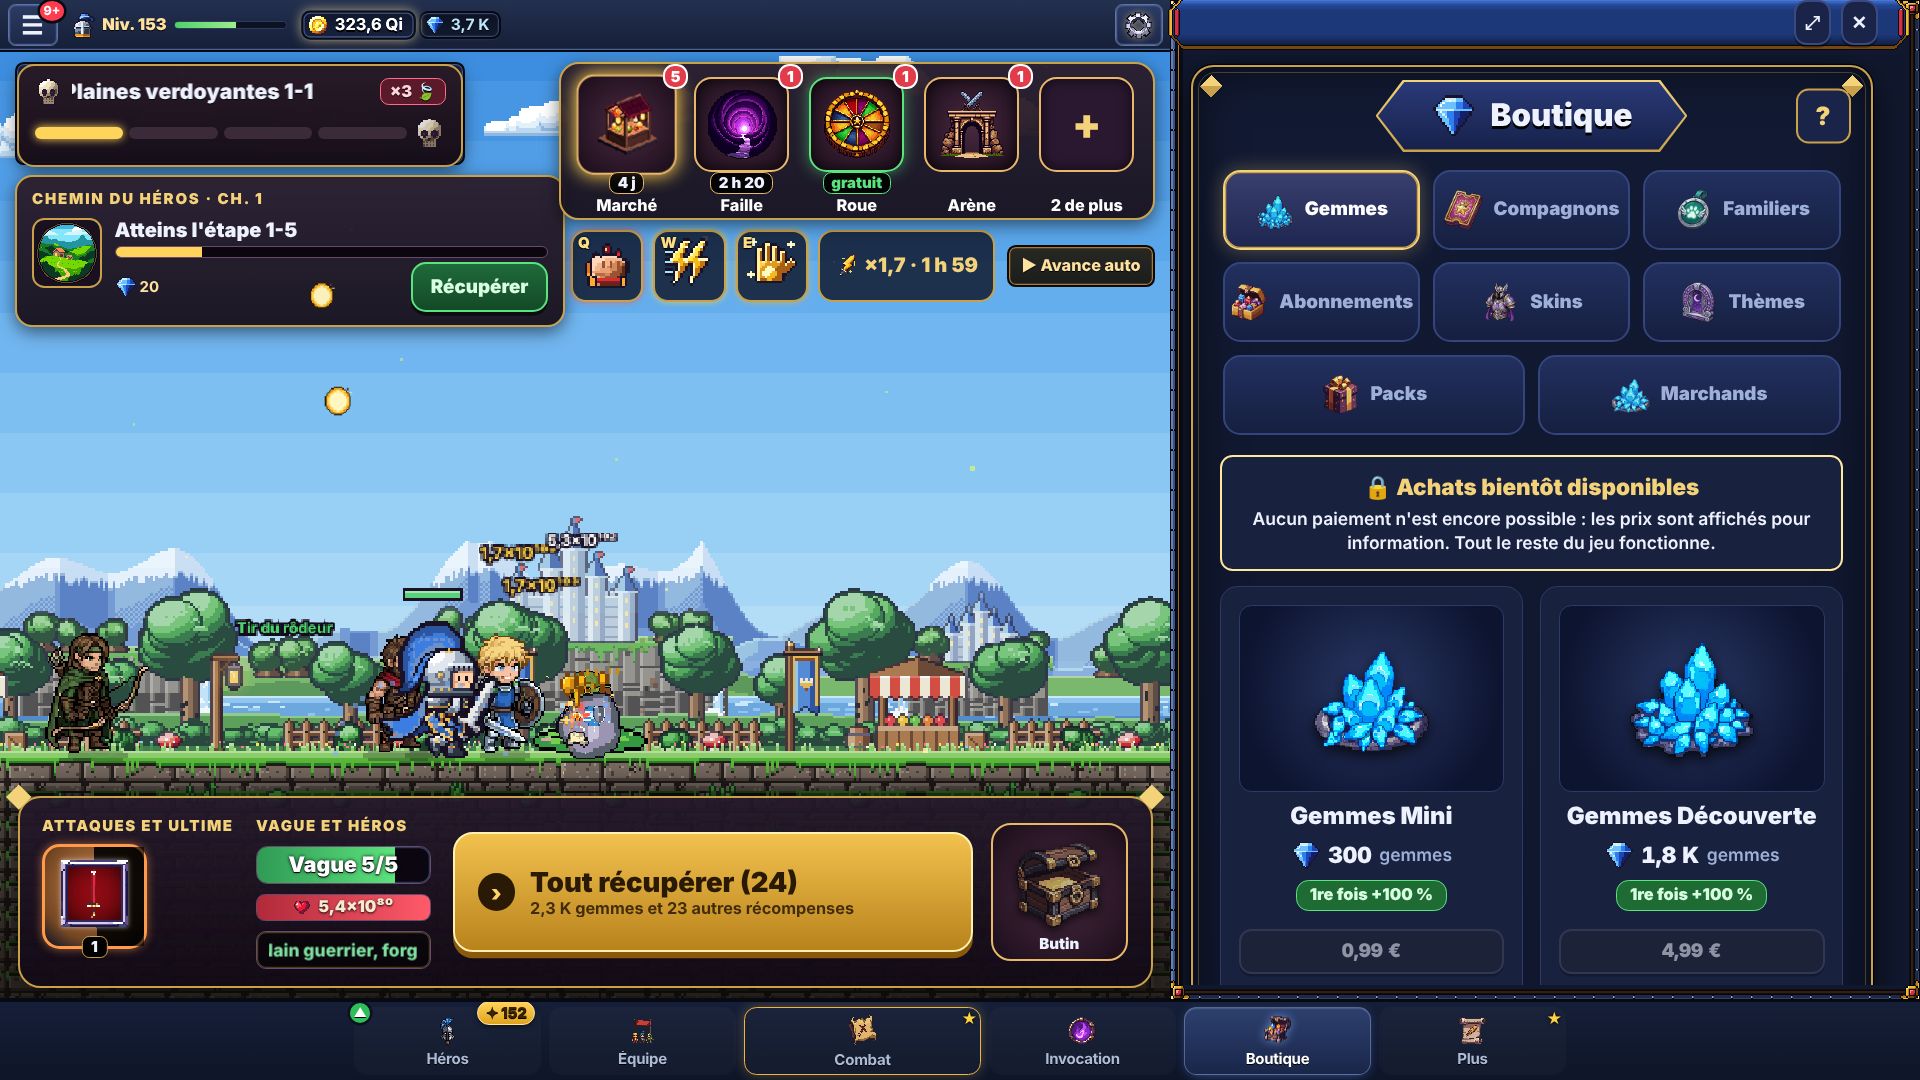 9+
Niv. 153
323,6 Qi
3,7 K
Plaines verdoyantes 1-1
×3
CHEMIN DU HÉROS · CH. 1
Atteins l'étape 1-5
20
Récupérer
5
4 j
Marché
1
2 h 20
Faille
1
gratuit
Roue
1
Arène
+
2 de plus
Q
W
E
×1,7 · 1 h 59
▶ Avance auto
Tir du rôdeur
ATTAQUES ET ULTIME
1
VAGUE ET HÉROS
Vague 5/5
5,4×10⁸⁰
lain guerrier, forg
Tout récupérer (24)
2,3 K gemmes et 23 autres récompenses
Butin
Boutique
?
Gemmes
Compagnons
Familiers
Abonnements
Skins
Thèmes
Packs
Marchands
🔒 Achats bientôt disponibles
Aucun paiement n'est encore possible : les prix sont affichés pour
information. Tout le reste du jeu fonctionne.
Gemmes Mini
300 gemmes
1re fois +100 %
0,99 €
Gemmes Découverte
1,8 K gemmes
1re fois +100 %
4,99 €
Héros
✦152
Équipe
Combat
Invocation
Boutique
Plus